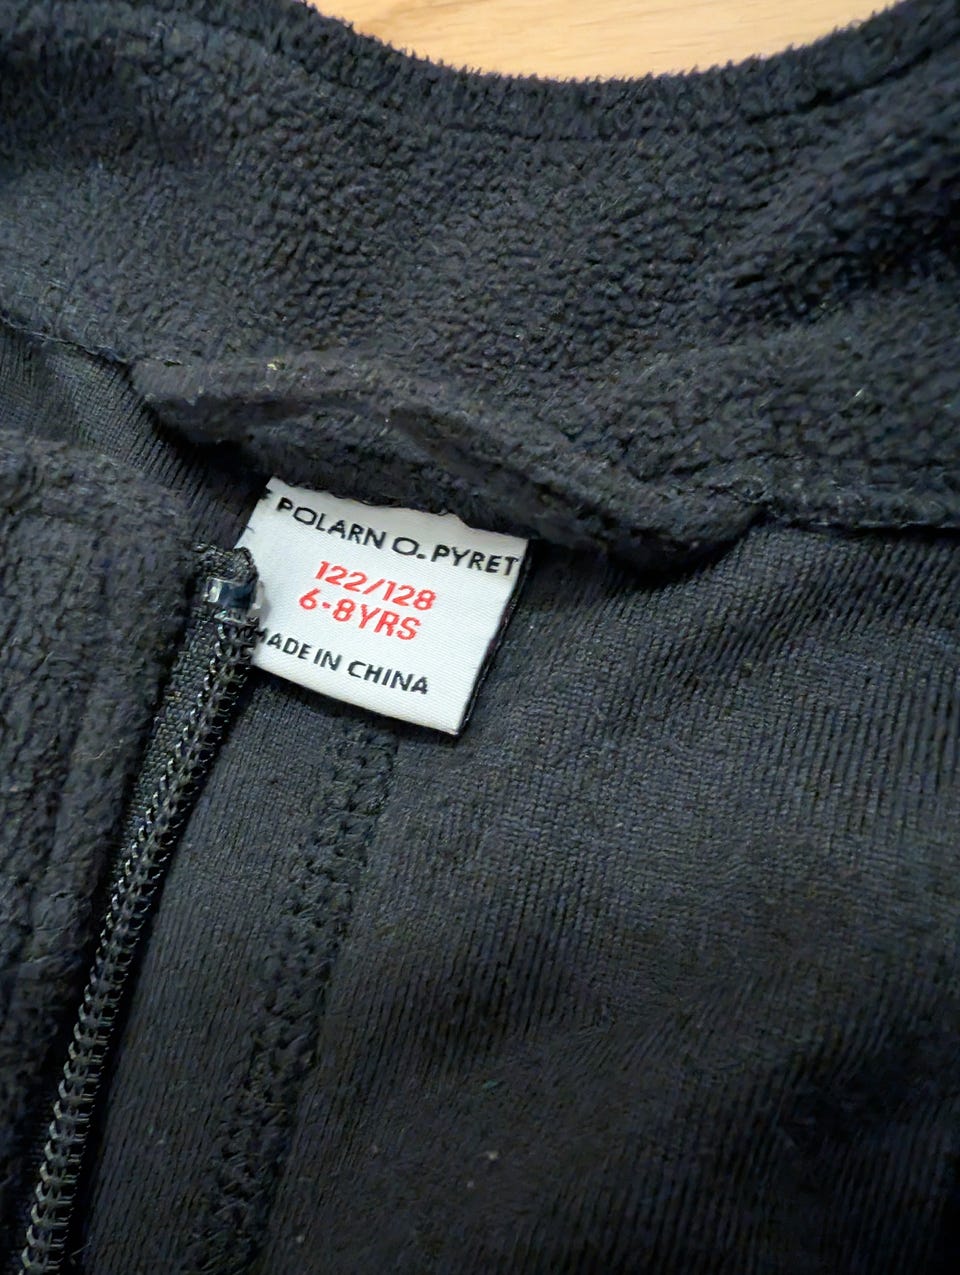 POLARN O. PYRET
122/128
6-8YRS
MADE IN CHINA